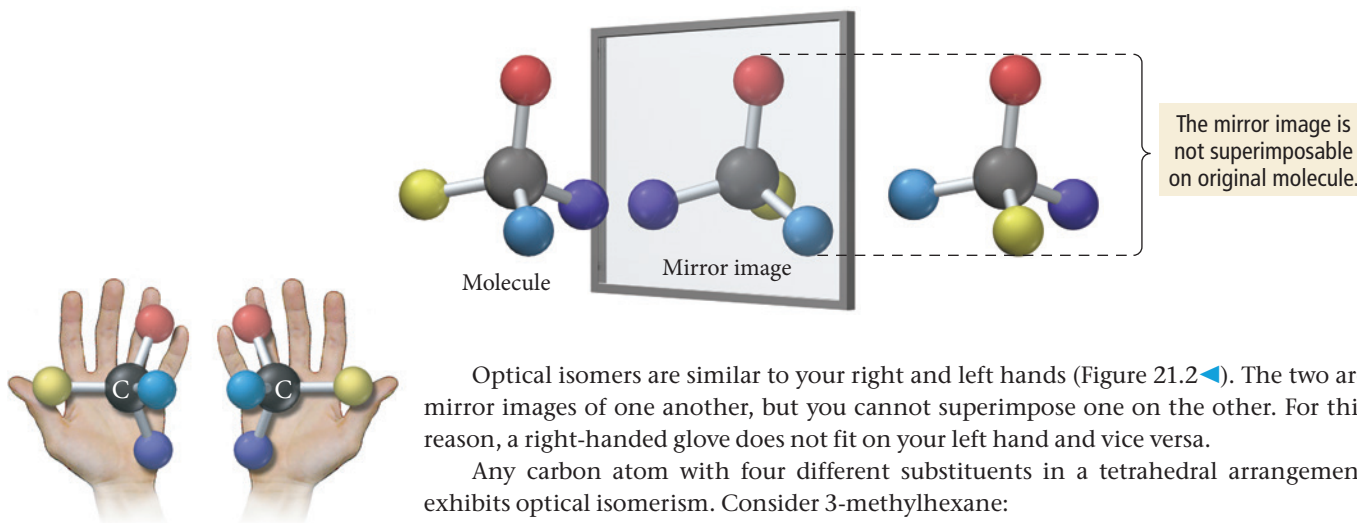 The mirror image is
not superimposable
on original molecule.
Molecule
Mirror image
C
C
Optical isomers are similar to your right and left hands (Figure 21.2◄). The two ar
mirror images of one another, but you cannot superimpose one on the other. For thi
reason, a right-handed glove does not fit on your left hand and vice versa.
Any carbon atom with four different substituents in a tetrahedral arrangemen
exhibits optical isomerism. Consider 3-methylhexane: